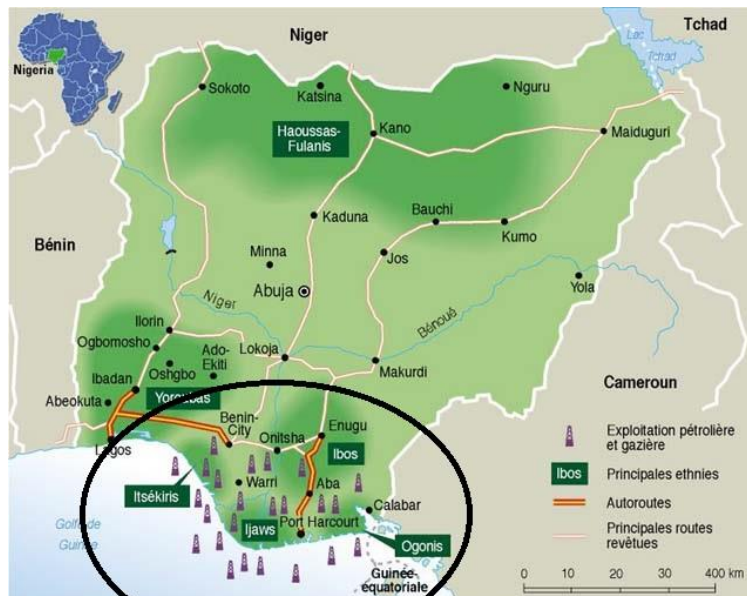 Niger
Tchad
Lac
Tchad
Nigeria
Sokoto
Katsina
Nguru
Haoussas-
Fulanis
Kano
Maiduguri
Kaduna
Bauchi
Kumo
Bénin
Minna
Jos
Abuja
Yola
Niger
Bénoué
Ilorin
Ogbomosho
Ado-
Ekiti
Lokoja
Makurdi
Oshgbo
Ibadan
Cameroun
Yoroubas
Abeokuta
Benin-
City
Enugu
Onitsha
Lagos
Ibos
Exploitation pétrolière
et gazière
Ibos
Principales ethnies
Itsékiris
Warri
Aba
Calabar
Autoroutes
Golfe de
Guinée
Ijaws
Port Harcourt
Ogonis
Principales routes
revêtues
Guinée-
équatoriale
0 10 20 30 400 km